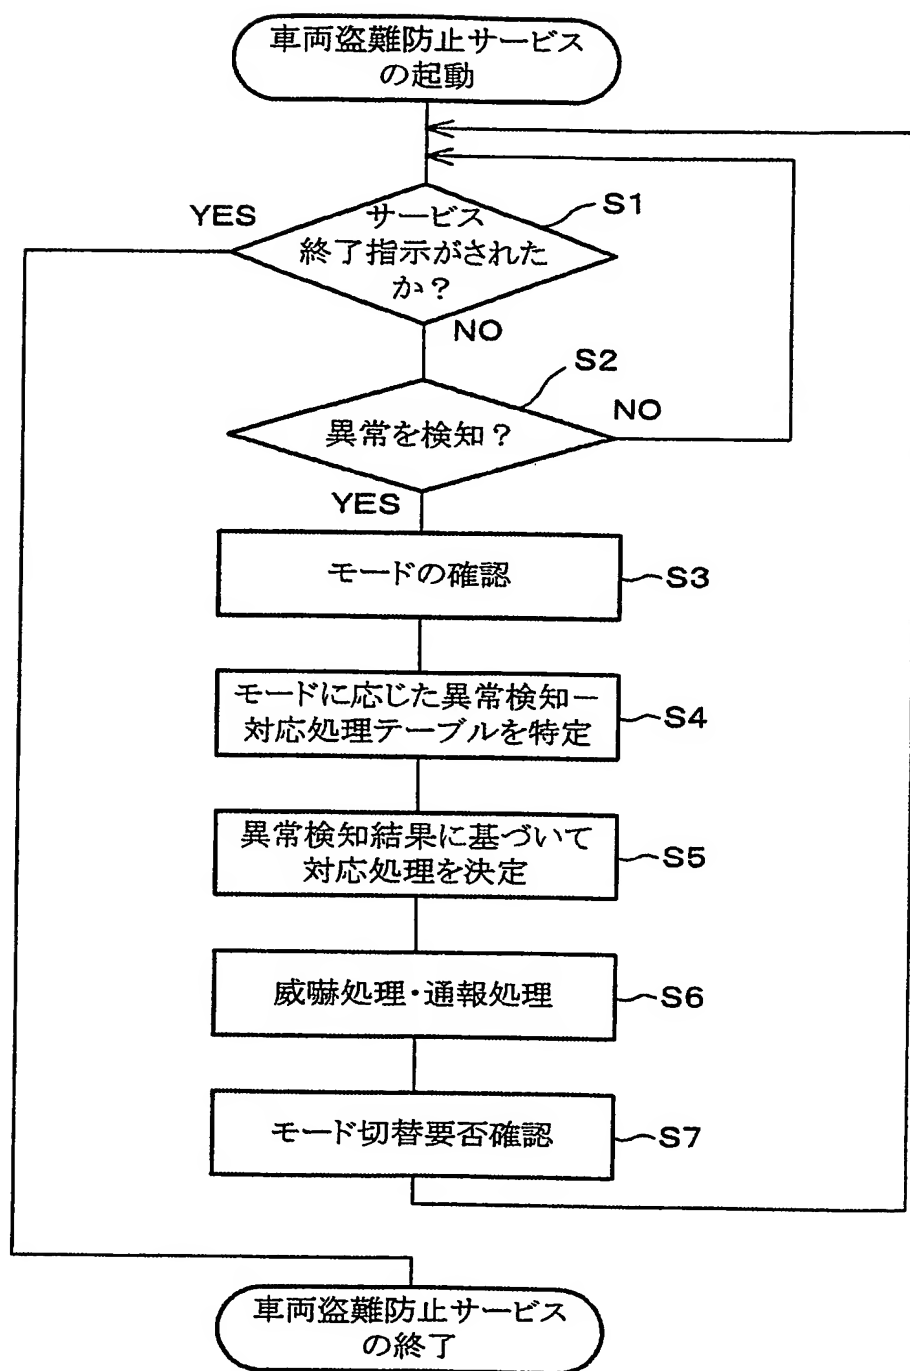 車両盗難防止サービス
の起動
YES
サービス
終了指示がされた
か？
S1
NO
S2
異常を検知？
NO
YES
モードの確認
S3
モードに応じた異常検知－
対応処理テーブルを特定
S4
異常検知結果に基づいて
対応処理を決定
S5
威嚇処理・通報処理
S6
モード切替要否確認
S7
車両盗難防止サービス
の終了